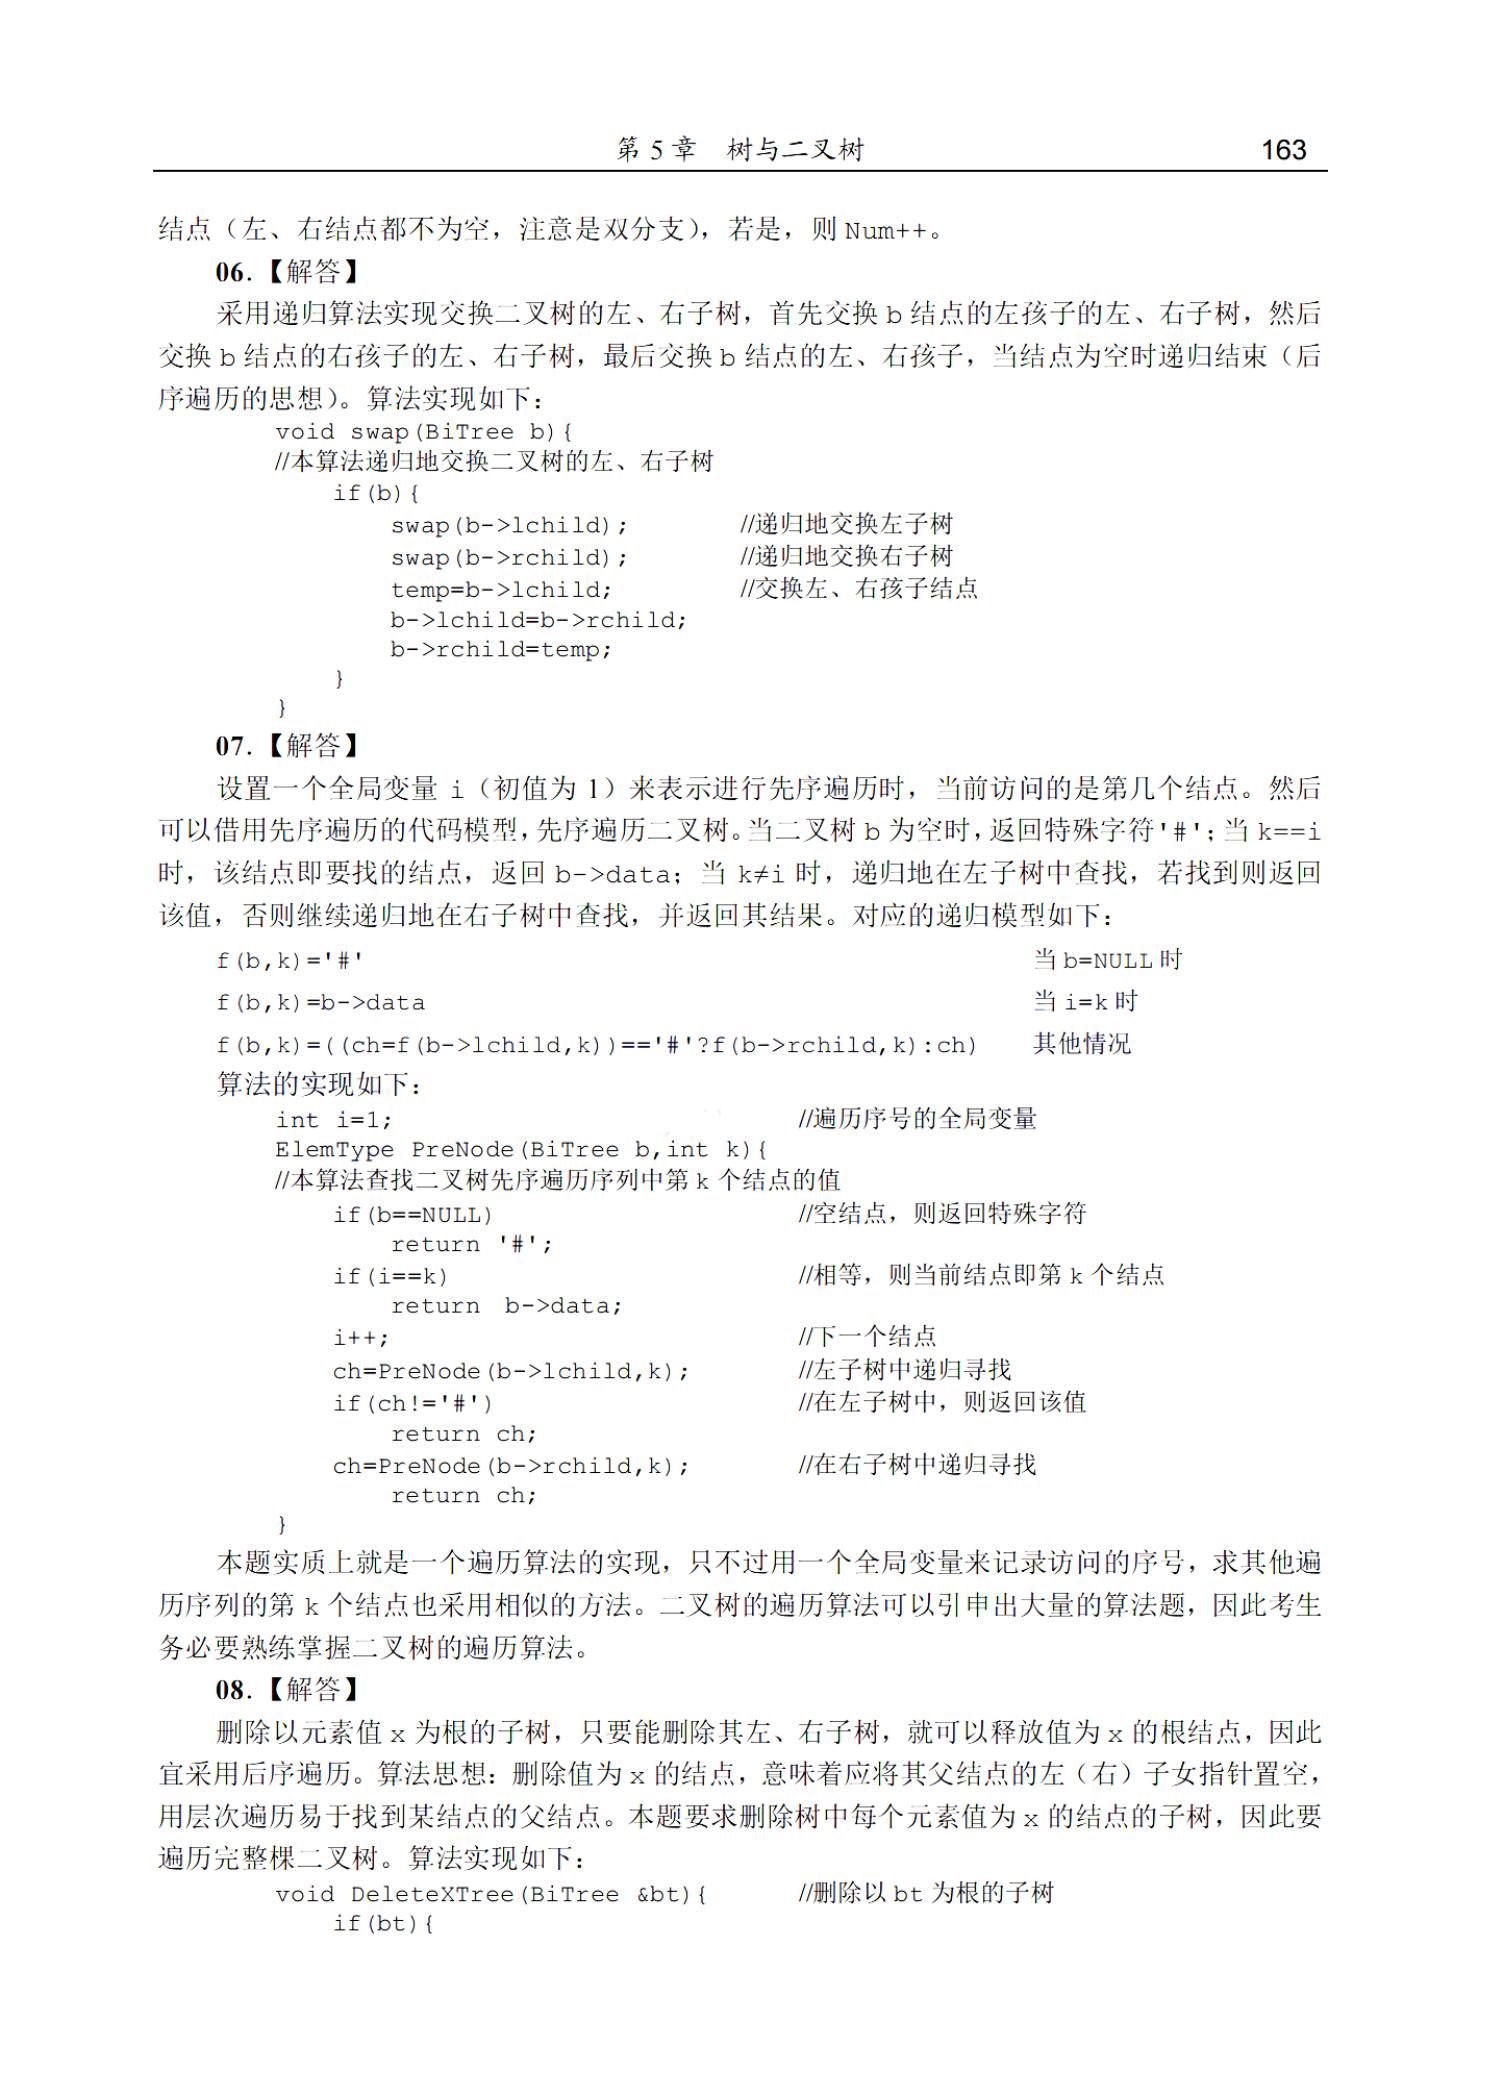 第 5 章 树与二叉树 163
结点（左、右结点都不为空，注意是双分支），若是，则 Num++。
06.【解答】
采用递归算法实现交换二叉树的左、右子树，首先交换 b 结点的左孩子的左、右子树，然后
交换 b 结点的右孩子的左、右子树，最后交换 b 结点的左、右孩子，当结点为空时递归结束（后
序遍历的思想）。算法实现如下：
void swap(BiTree b){
//本算法递归地交换二叉树的左、右子树
if(b){
swap(b->lchild); //递归地交换左子树
swap(b->rchild); //递归地交换右子树
temp=b->lchild; //交换左、右孩子结点
b->lchild=b->rchild;
b->rchild=temp;
}
}
07.【解答】
设置一个全局变量 i（初值为 1）来表示进行先序遍历时，当前访问的是第几个结点。然后
可以借用先序遍历的代码模型，先序遍历二叉树。当二叉树 b 为空时，返回特殊字符'#'；当 k==i
时，该结点即要找的结点，返回 b->data；当 k≠i 时，递归地在左子树中查找，若找到则返回
该值，否则继续递归地在右子树中查找，并返回其结果。对应的递归模型如下：
f(b,k)='#' 当 b=NULL 时
f(b,k)=b->data 当 i=k 时
f(b,k)=((ch=f(b->lchild,k))=='#'?f(b->rchild,k):ch) 其他情况
算法的实现如下：
int i=1; //遍历序号的全局变量
ElemType PreNode(BiTree b,int k){
//本算法查找二叉树先序遍历序列中第 k 个结点的值
if(b==NULL) //空结点，则返回特殊字符
return '#';
if(i==k) //相等，则当前结点即第 k 个结点
return b->data;
i++; //下一个结点
ch=PreNode(b->lchild,k); //左子树中递归寻找
if(ch!='#') //在左子树中，则返回该值
return ch;
ch=PreNode(b->rchild,k); //在右子树中递归寻找
return ch;
}
本题实质上就是一个遍历算法的实现，只不过用一个全局变量来记录访问的序号，求其他遍
历序列的第 k 个结点也采用相似的方法。二叉树的遍历算法可以引申出大量的算法题，因此考生
务必要熟练掌握二叉树的遍历算法。
08.【解答】
删除以元素值 x 为根的子树，只要能删除其左、右子树，就可以释放值为 x 的根结点，因此
宜采用后序遍历。算法思想：删除值为 x 的结点，意味着应将其父结点的左（右）子女指针置空，
用层次遍历易于找到某结点的父结点。本题要求删除树中每个元素值为 x 的结点的子树，因此要
遍历完整棵二叉树。算法实现如下：
void DeleteXTree(BiTree &bt){ //删除以 bt 为根的子树
if(bt){